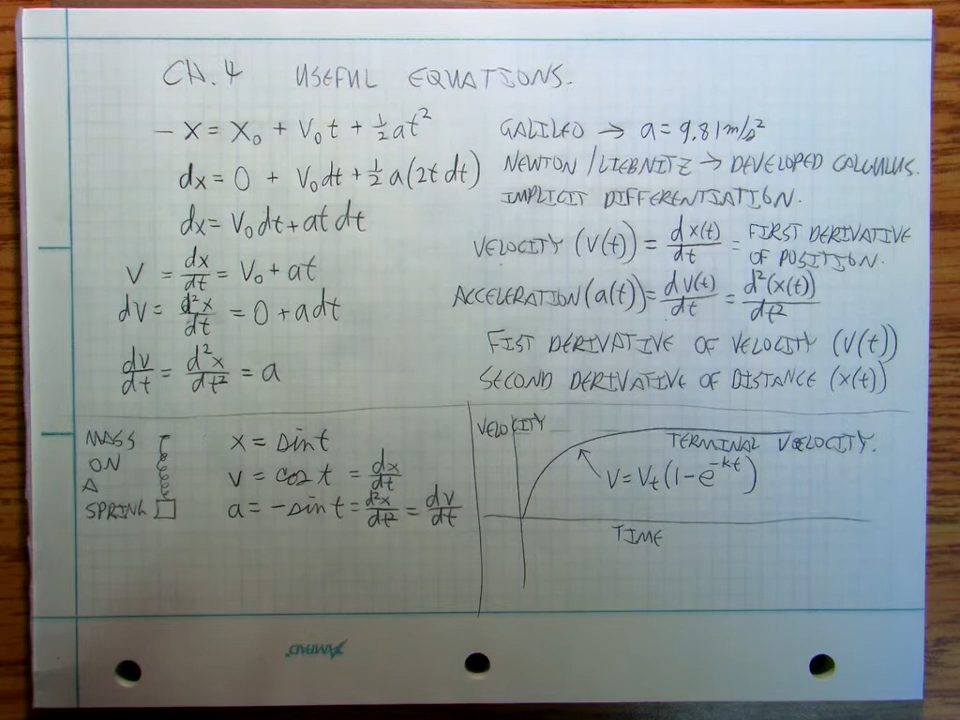 CH.4 USEFUL EQUATIONS.
- X = X₀ + V₀t + ½at²
dx = 0 + V₀dt + ½a(2t dt)
dx = V₀dt + at dt
V = dx/dt = V₀ + at
dV = d²x/dt = 0 + adt
dv/dt = d²x/dt² = a
GALILEO → a = 9.81m/s²
NEWTON / LIEBNITZ → DEVELOPED CALCULUS.
IMPLICIT DIFFERENTIATION.
VELOCITY (V(t)) = dx(t)/dt = FIRST DERIVATIVE
OF POSITION.
ACCELERATION (a(t)) = dV(t)/dt = d²(x(t))/dt²
FIST DERIVATIVE OF VELOCITY (V(t))
SECOND DERIVATIVE OF DISTANCE (x(t))
MASS
ON
A
SPRING
x = sin t
v = cos t = dx/dt
a = -sin t = d²x/dt² = dv/dt
VELOCITY
TERMINAL VELOCITY.
V = Vt(1-e^-kt)
TIME
AMPAD